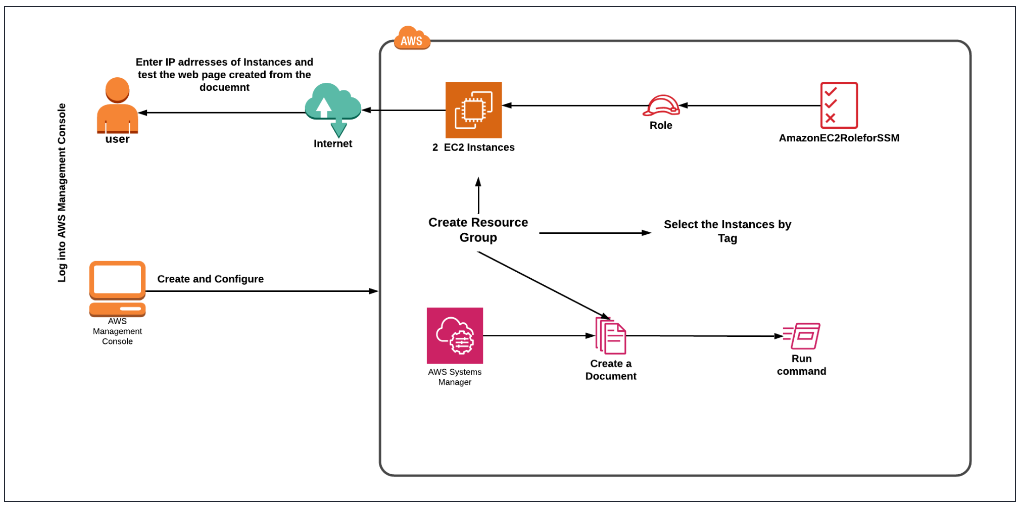 AWS
Enter IP adrresses of Instances and
test the web page created from the
docuemnt
Log into AWS Management Console
user
Internet
2 EC2 Instances
Role
AmazonEC2RoleforSSM
Create Resource
Group
Select the Instances by
Tag
Create and Configure
AWS
Management
Console
AWS Systems
Manager
Create a
Document
Run
command